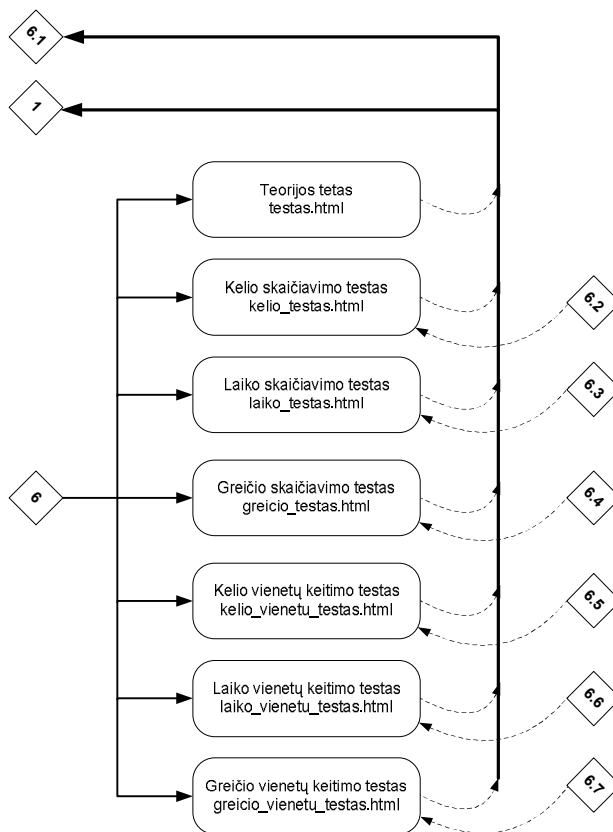 6.1
1
Teorijos tetas
testas.html
Kelio skaičiavimo testas
kelio_testas.html
6.2
Laiko skaičiavimo testas
laiko_testas.html
6.3
6
Greičio skaičiavimo testas
greicio_testas.html
6.4
Kelio vienetų keitimo testas
kelio_vienetu_testas.html
6.5
Laiko vienetų keitimo testas
laiko_vienetu_testas.html
6.6
Greičio vienetų keitimo testas
greicio_vienetu_testas.html
6.7